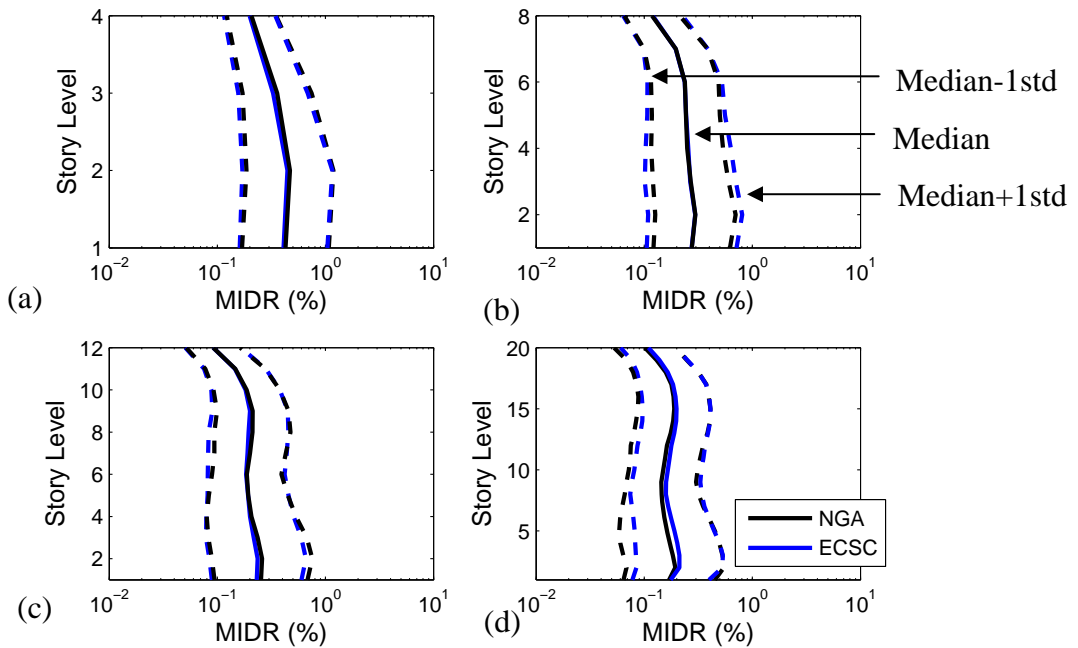 4
3
2
1
Story Level
10^-2 10^-1 10^0 10^1
MIDR (%)
(a)
8
6
4
2
Story Level
10^-2 10^-1 10^0 10^1
MIDR (%)
(b)
Median-1std
Median
Median+1std
12
10
8
6
4
2
Story Level
10^-2 10^-1 10^0 10^1
MIDR (%)
(c)
20
15
10
5
Story Level
10^-2 10^-1 10^0 10^1
MIDR (%)
(d)
NGA
ECSC